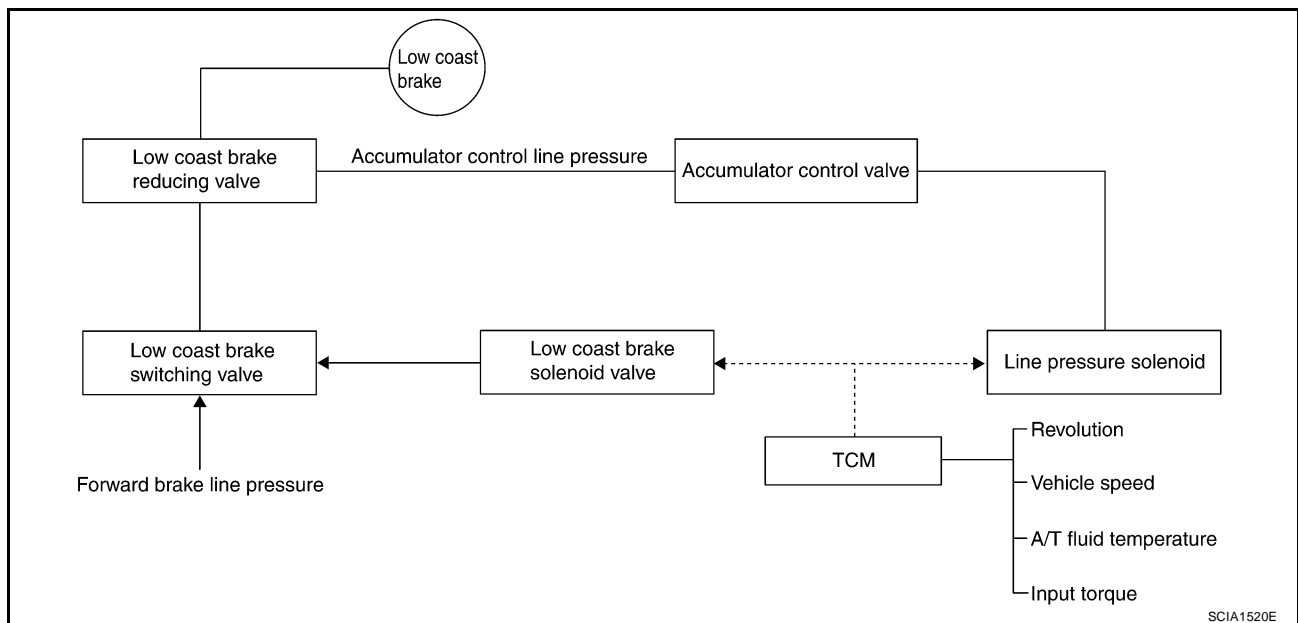 Low coast
brake
Low coast brake
reducing valve
Accumulator control line pressure
Accumulator control valve
Low coast brake
switching valve
Low coast brake
solenoid valve
Line pressure solenoid
TCM
Revolution
Forward brake line pressure
Vehicle speed
A/T fluid temperature
Input torque
SCIA1520E